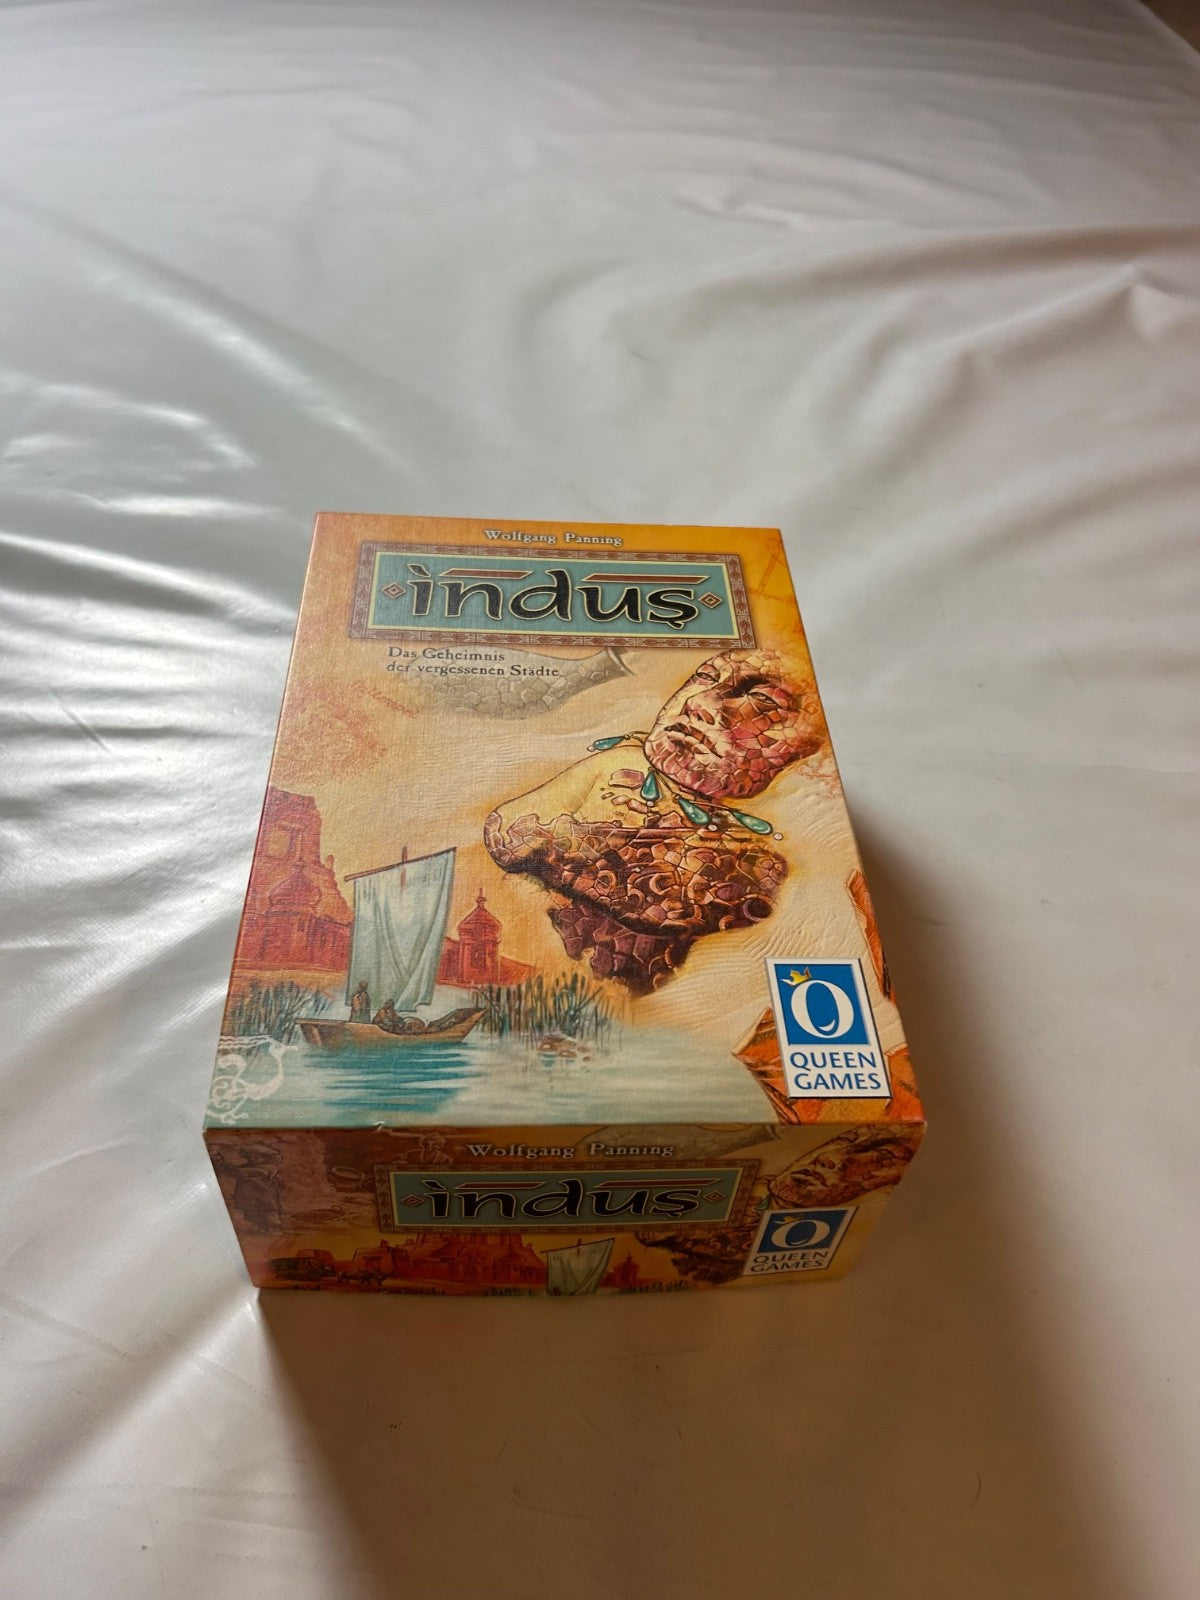 Wolfgang Panning
indus
Das Geheimnis
der vergessenen Städte
QUEEN
GAMES
Wolfgang Panning
indus
QUEEN
GAMES